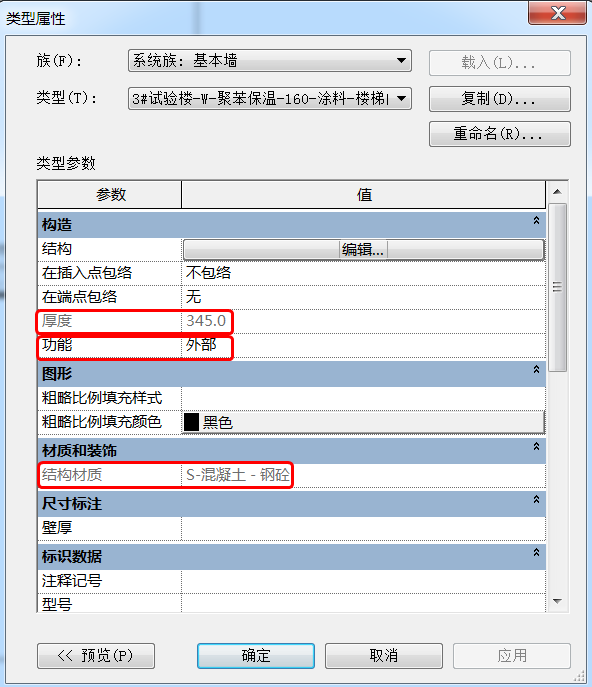 类型属性
族(F): 系统族: 基本墙 载入(L)...
类型(T): 3#试验楼-W-聚苯保温-160-涂料-楼梯 复制(D)...
重命名(R)...
类型参数
参数 值
构造
结构 编辑...
在插入点包络 不包络
在端点包络 无
厚度 345.0
功能 外部
图形
粗略比例填充样式
粗略比例填充颜色 黑色
材质和装饰
结构材质 S-混凝土 - 钢砼
尺寸标注
壁厚
标识数据
注释记号
型号
<< 预览(P) 确定 取消 应用